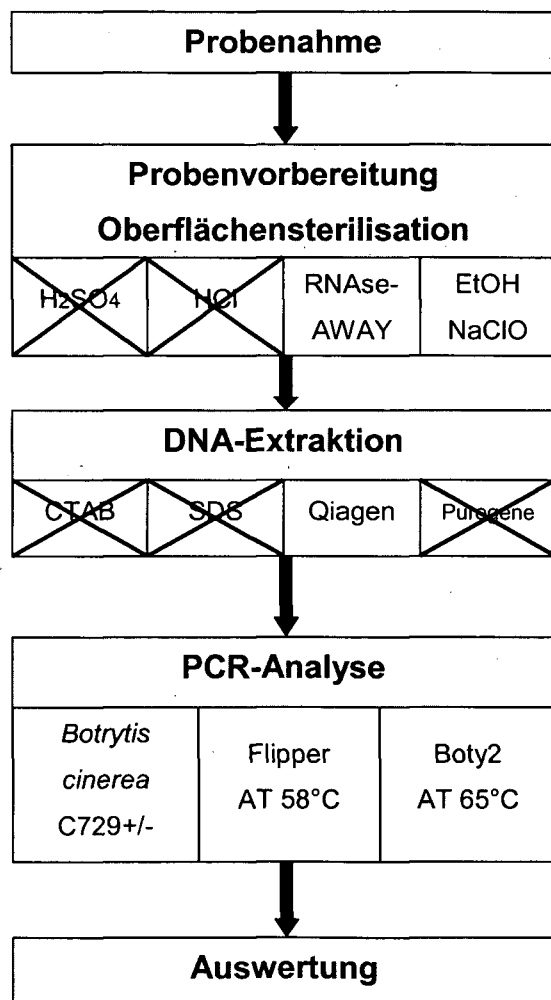 Probenahme
Probenvorbereitung
Oberflächensterilisation
H₂SO₄
HCl
RNAse-
AWAY
EtOH
NaClO
DNA-Extraktion
CTAB
SDS
Qiagen
Puregene
PCR-Analyse
Botrytis
cinerea
C729+/-
Flipper
AT 58°C
Boty2
AT 65°C
Auswertung